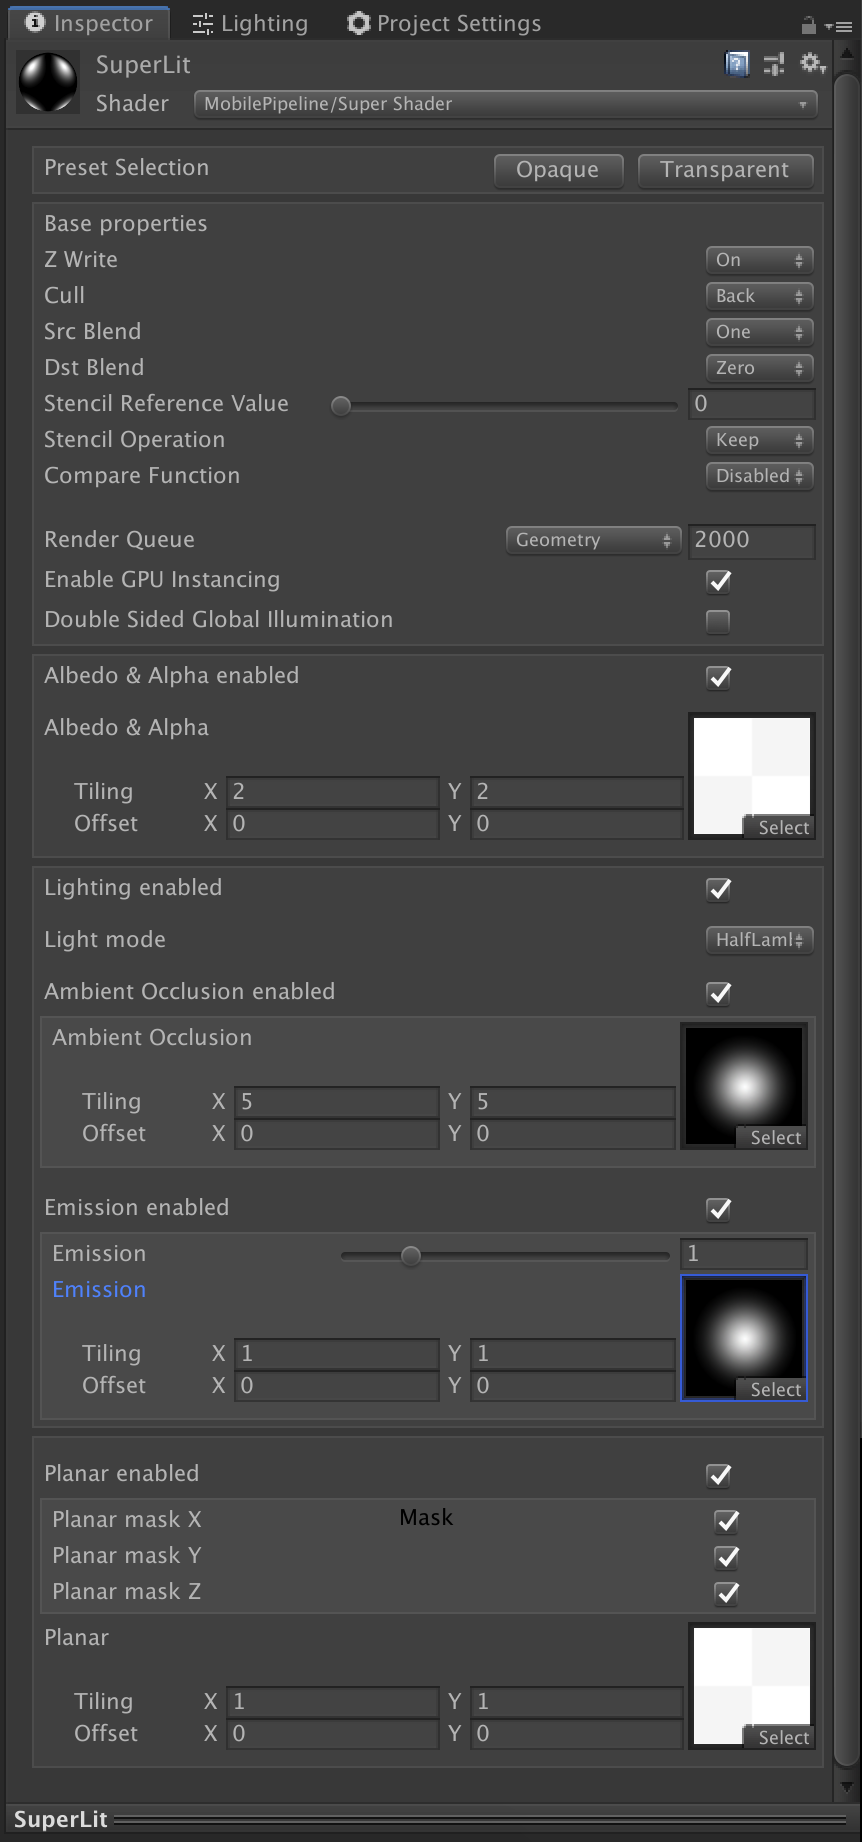 Inspector Lighting Project Settings
SuperLit
Shader MobilePipeline/Super Shader
Preset Selection Opaque Transparent
Base properties
Z Write On
Cull Back
Src Blend One
Dst Blend Zero
Stencil Reference Value 0
Stencil Operation Keep
Compare Function Disabled
Render Queue Geometry 2000
Enable GPU Instancing
Double Sided Global Illumination
Albedo & Alpha enabled
Albedo & Alpha
Tiling X 2 Y 2
Offset X 0 Y 0 Select
Lighting enabled
Light mode HalfLaml
Ambient Occlusion enabled
Ambient Occlusion
Tiling X 5 Y 5
Offset X 0 Y 0 Select
Emission enabled
Emission 1
Emission
Tiling X 1 Y 1
Offset X 0 Y 0 Select
Planar enabled
Planar mask X Mask
Planar mask Y
Planar mask Z
Planar
Tiling X 1 Y 1
Offset X 0 Y 0 Select
SuperLit